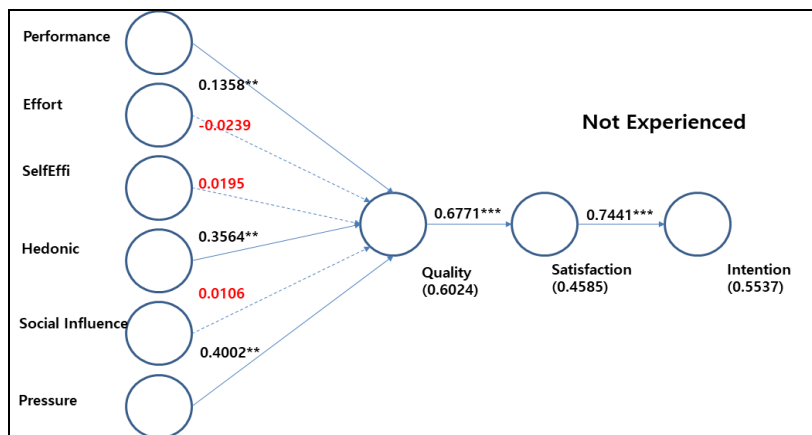 Performance
0.1358**
Effort
-0.0239
Not Experienced
SelfEffi
0.0195
0.6771***
0.7441***
0.3564**
Hedonic
Quality
(0.6024)
Satisfaction
(0.4585)
Intention
(0.5537)
0.0106
Social Influence
0.4002**
Pressure